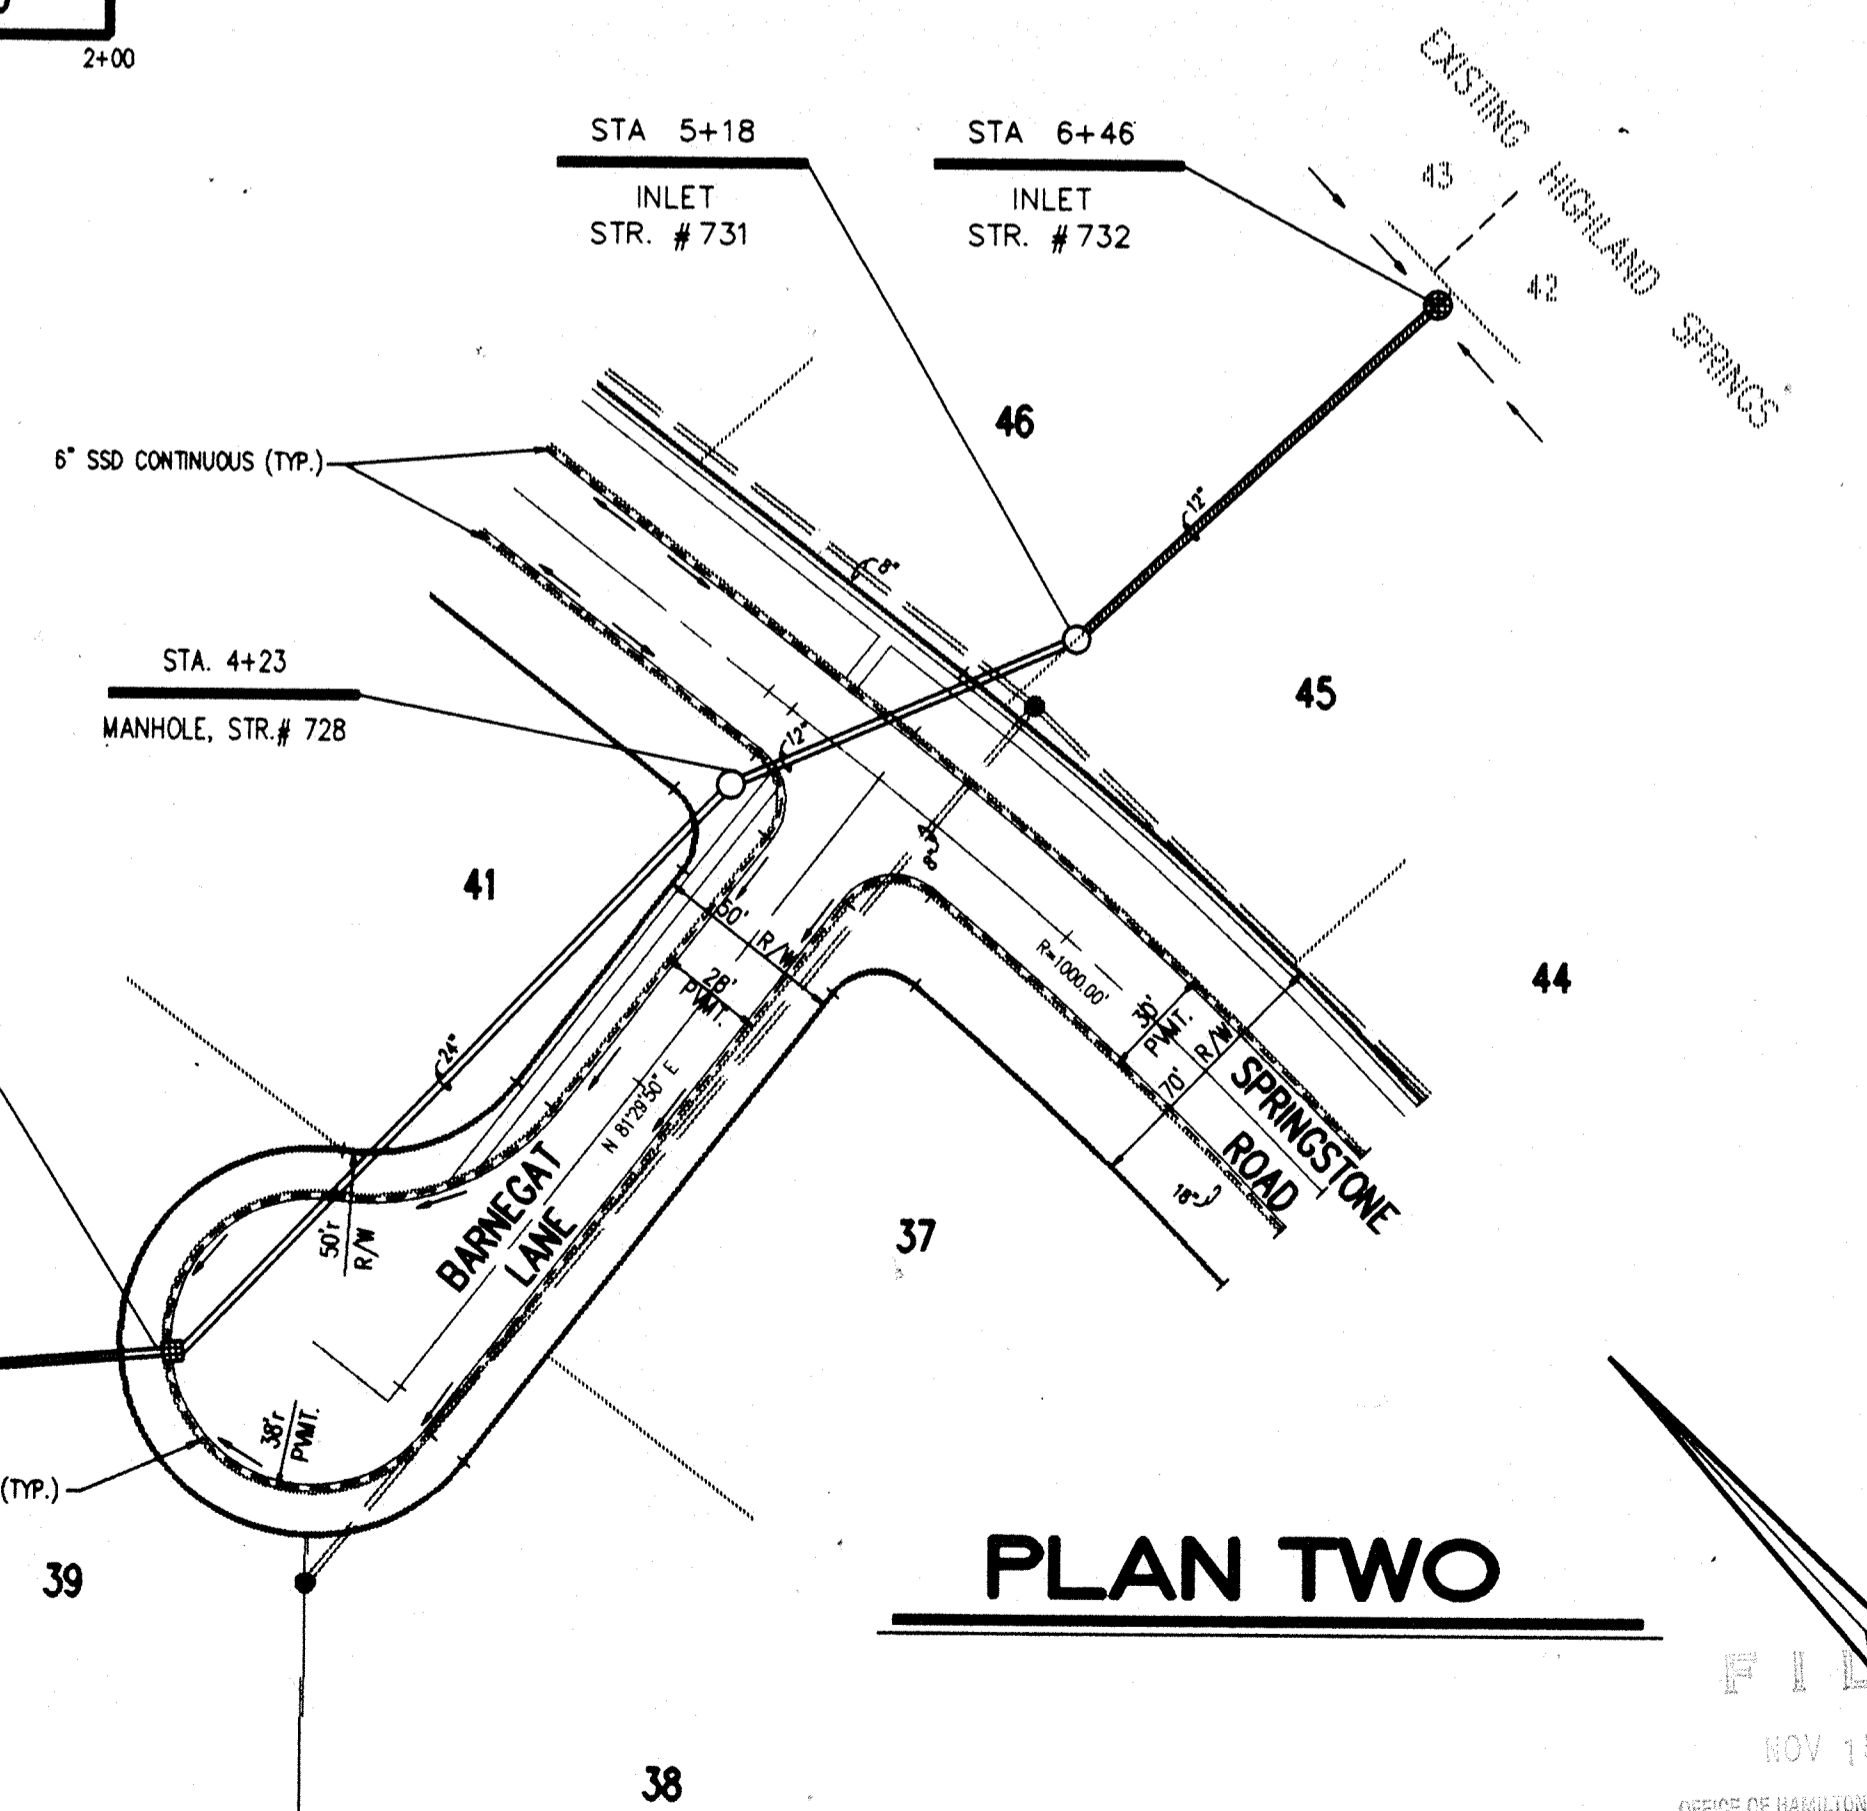 2+00
STA 5+18
INLET
STR. # 731
STA 6+46
INLET
STR. # 732
EXISTING HIGHLAND SPRINGS
43
42
46
6" SSD CONTINUOUS (TYP.)
12"
8"
STA. 4+23
MANHOLE, STR.# 728
45
12"
8"
41
50'
R/W
28'
PVMT.
R=1000.00'
PVMT.
R/W
70'
44
24"
N 81°29'50" E
SPRINGSTONE
ROAD
BARNEGAT
LANE
18"
37
50'r
R/W
38'r
PVMT.
(TYP.)
39
PLAN TWO
38
NOV
OFFICE OF HAMILTON